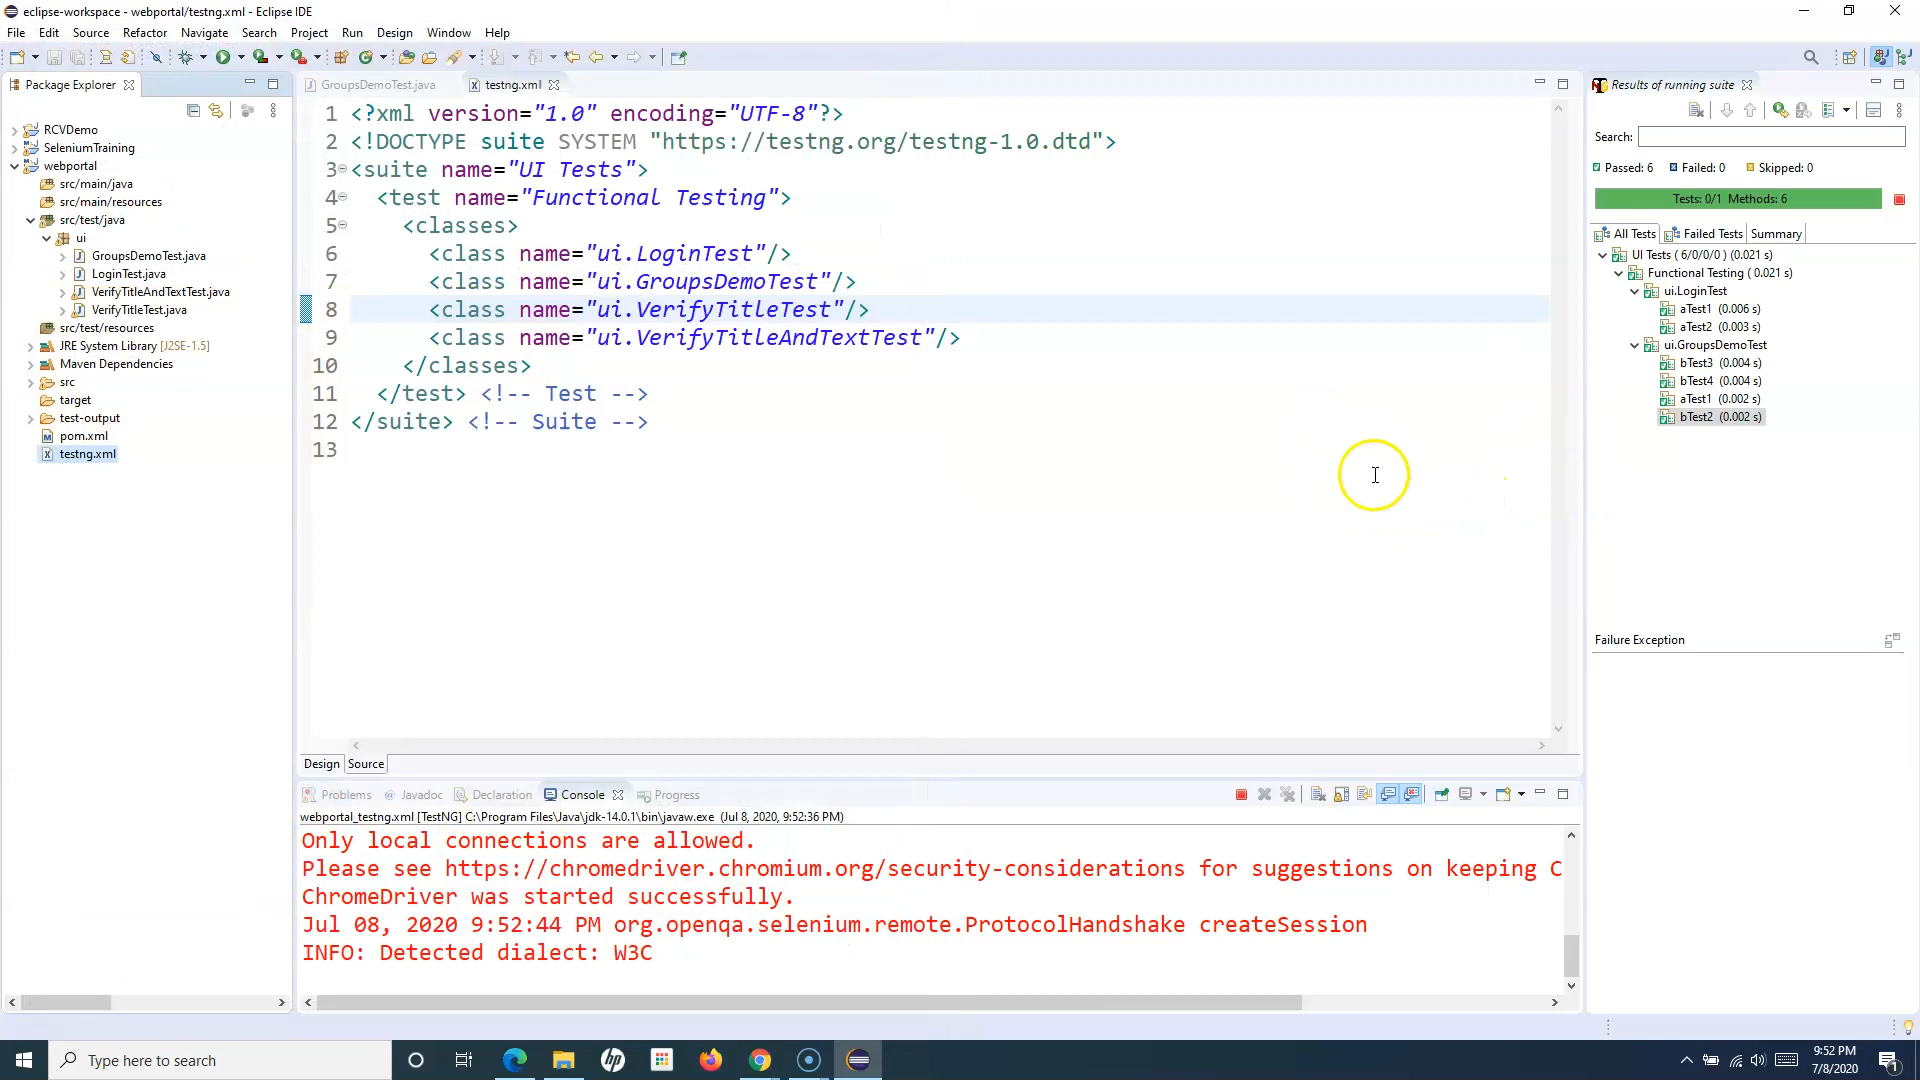 eclipse-workspace - webportal/testng.xml - Eclipse IDE
File Edit Source Refactor Navigate Search Project Run Design Window Help
Package Explorer
RCVDemo
SeleniumTraining
webportal
src/main/java
src/main/resources
src/test/java
ui
GroupsDemoTest.java
LoginTest.java
VerifyTitleAndTextTest.java
VerifyTitleTest.java
src/test/resources
JRE System Library [J2SE-1.5]
Maven Dependencies
src
target
test-output
pom.xml
testng.xml
GroupsDemoTest.java testng.xml
1 <?xml version="1.0" encoding="UTF-8"?>
2 <!DOCTYPE suite SYSTEM "https://testng.org/testng-1.0.dtd">
3 <suite name="UI Tests">
4 <test name="Functional Testing">
5 <classes>
6 <class name="ui.LoginTest"/>
7 <class name="ui.GroupsDemoTest"/>
8 <class name="ui.VerifyTitleTest"/>
9 <class name="ui.VerifyTitleAndTextTest"/>
10 </classes>
11 </test> <!-- Test -->
12 </suite> <!-- Suite -->
13
Design Source
Problems Javadoc Declaration Console Progress
webportal_testng.xml [TestNG] C:\Program Files\Java\jdk-14.0.1\bin\javaw.exe (Jul 8, 2020, 9:52:36 PM)
Only local connections are allowed.
Please see https://chromedriver.chromium.org/security-considerations for suggestions on keeping C
ChromeDriver was started successfully.
Jul 08, 2020 9:52:44 PM org.openqa.selenium.remote.ProtocolHandshake createSession
INFO: Detected dialect: W3C
Results of running suite
Search:
Passed: 6 Failed: 0 Skipped: 0
Tests: 0/1 Methods: 6
All Tests Failed Tests Summary
UI Tests ( 6/0/0/0 ) (0.021 s)
Functional Testing ( 0.021 s)
ui.LoginTest
aTest1 (0.006 s)
aTest2 (0.003 s)
ui.GroupsDemoTest
bTest3 (0.004 s)
bTest4 (0.004 s)
aTest1 (0.002 s)
bTest2 (0.002 s)
Failure Exception
Type here to search
9:52 PM
7/8/2020